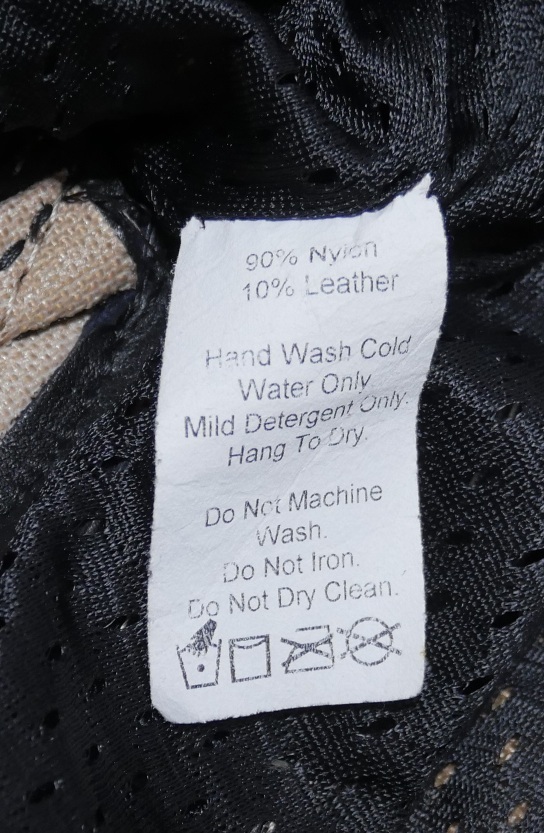 90% Nylon
10% Leather
Hand Wash Cold
Water Only
Mild Detergent Only.
Hang To Dry.
Do Not Machine
Wash.
Do Not Iron.
Do Not Dry Clean.